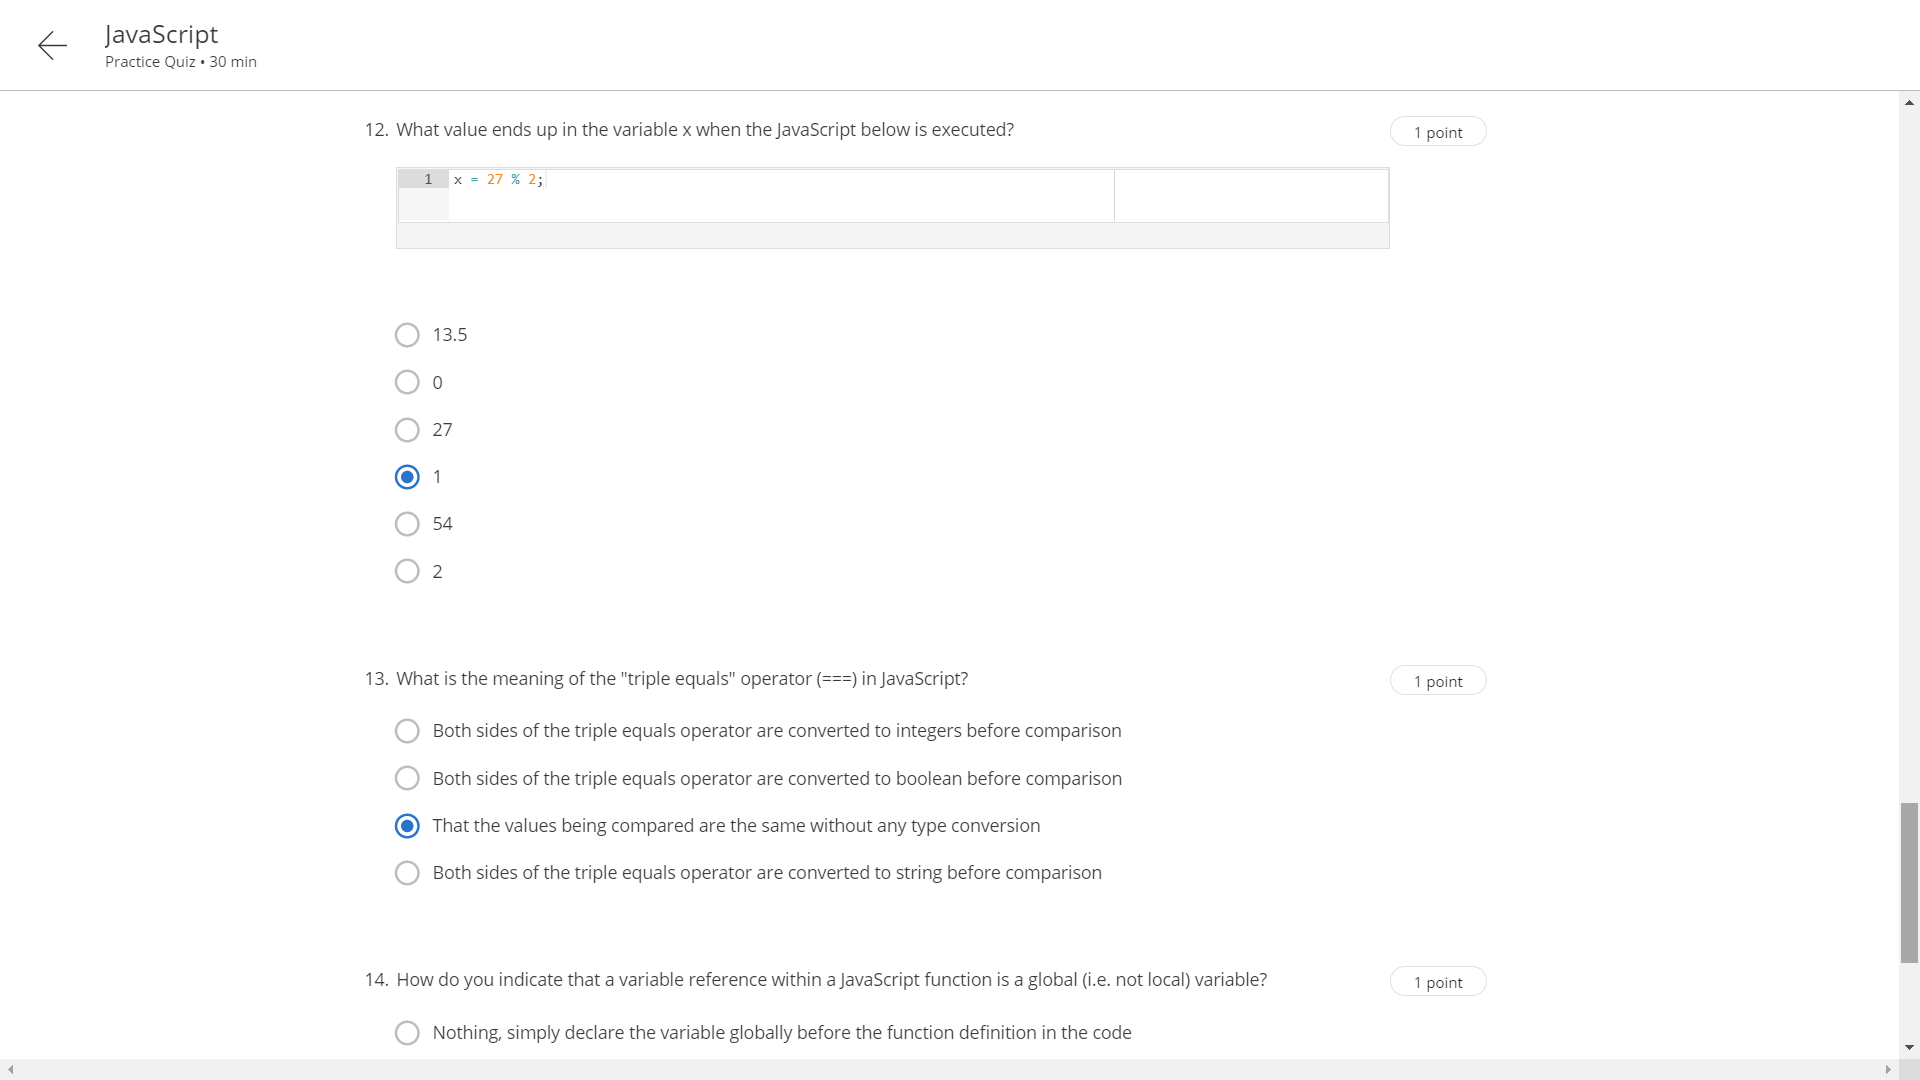 JavaScript
Practice Quiz • 30 min
12. What value ends up in the variable x when the JavaScript below is executed?
1 point
1 x = 27 % 2;
13.5
0
27
1
54
2
13. What is the meaning of the "triple equals" operator (===) in JavaScript?
1 point
Both sides of the triple equals operator are converted to integers before comparison
Both sides of the triple equals operator are converted to boolean before comparison
That the values being compared are the same without any type conversion
Both sides of the triple equals operator are converted to string before comparison
14. How do you indicate that a variable reference within a JavaScript function is a global (i.e. not local) variable?
1 point
Nothing, simply declare the variable globally before the function definition in the code